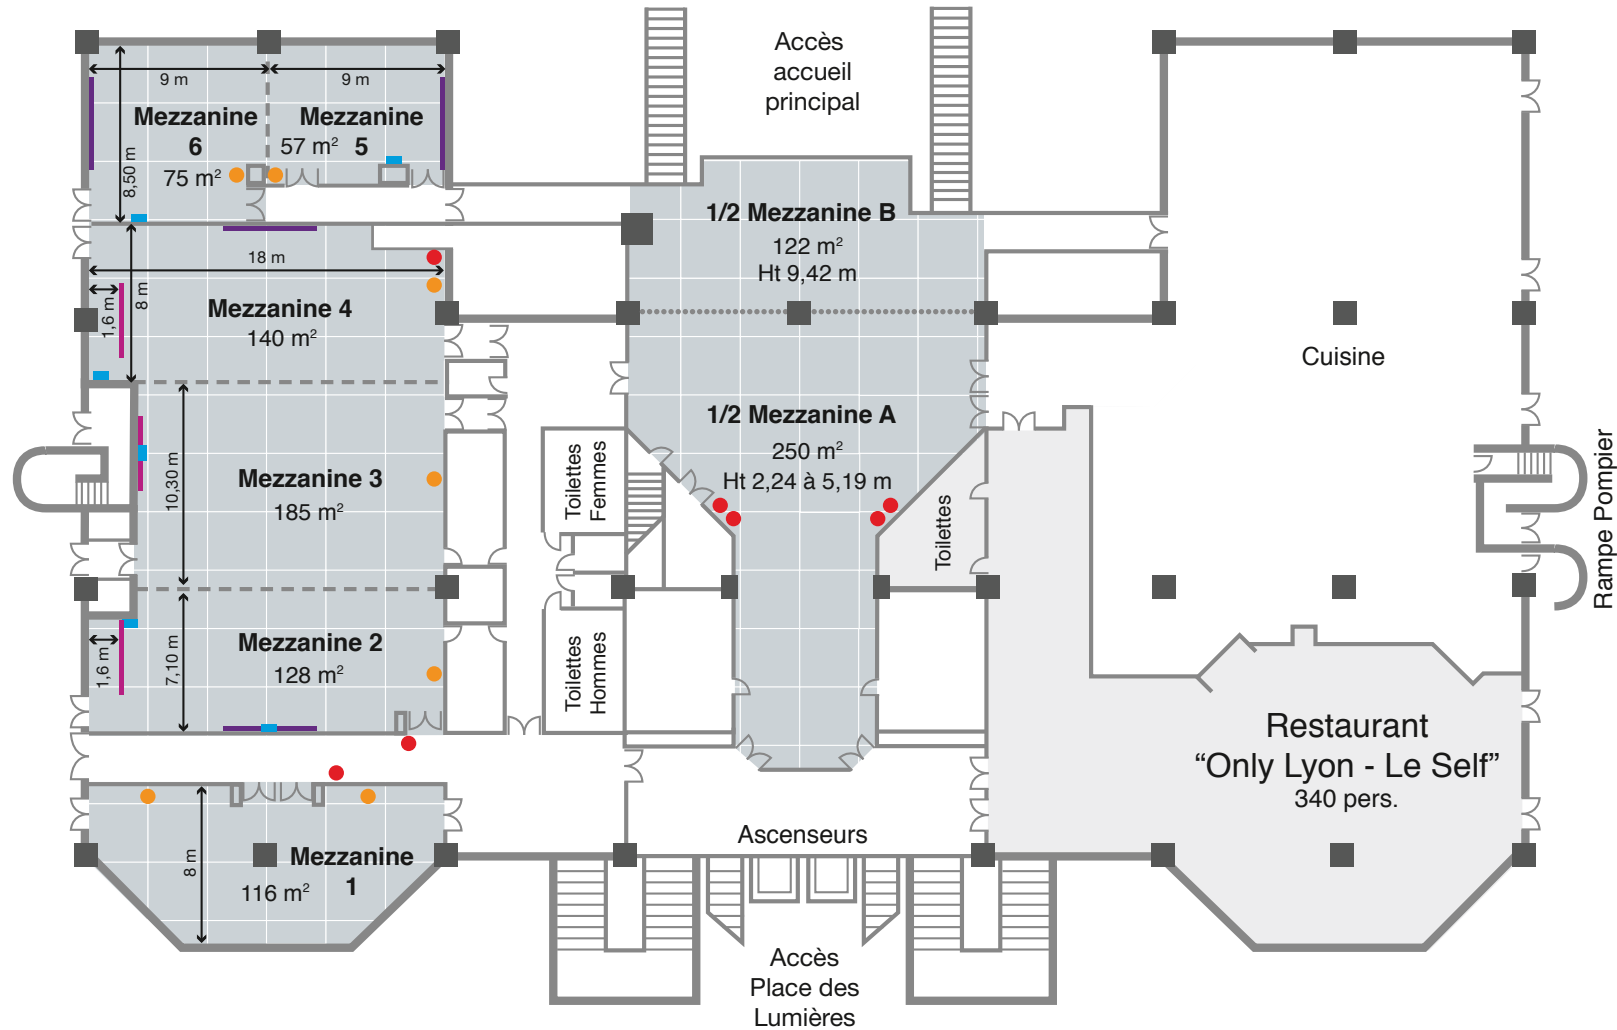 Accès
accueil
principal
9 m
9 m
Mezzanine
6
75 m²
Mezzanine
57 m²
5
8,50 m
1/2 Mezzanine B
122 m²
Ht 9,42 m
18 m
8 m
1,6 m
Mezzanine 4
140 m²
Cuisine
1/2 Mezzanine A
250 m²
Ht 2,24 à 5,19 m
10,30 m
Mezzanine 3
185 m²
Toilettes
Femmes
Toilettes
Rampe Pompier
1,6 m
7,10 m
Mezzanine 2
128 m²
Toilettes
Hommes
Restaurant
“Only Lyon - Le Self”
340 pers.
Ascenseurs
8 m
Mezzanine
1
116 m²
Accès
Place des
Lumières